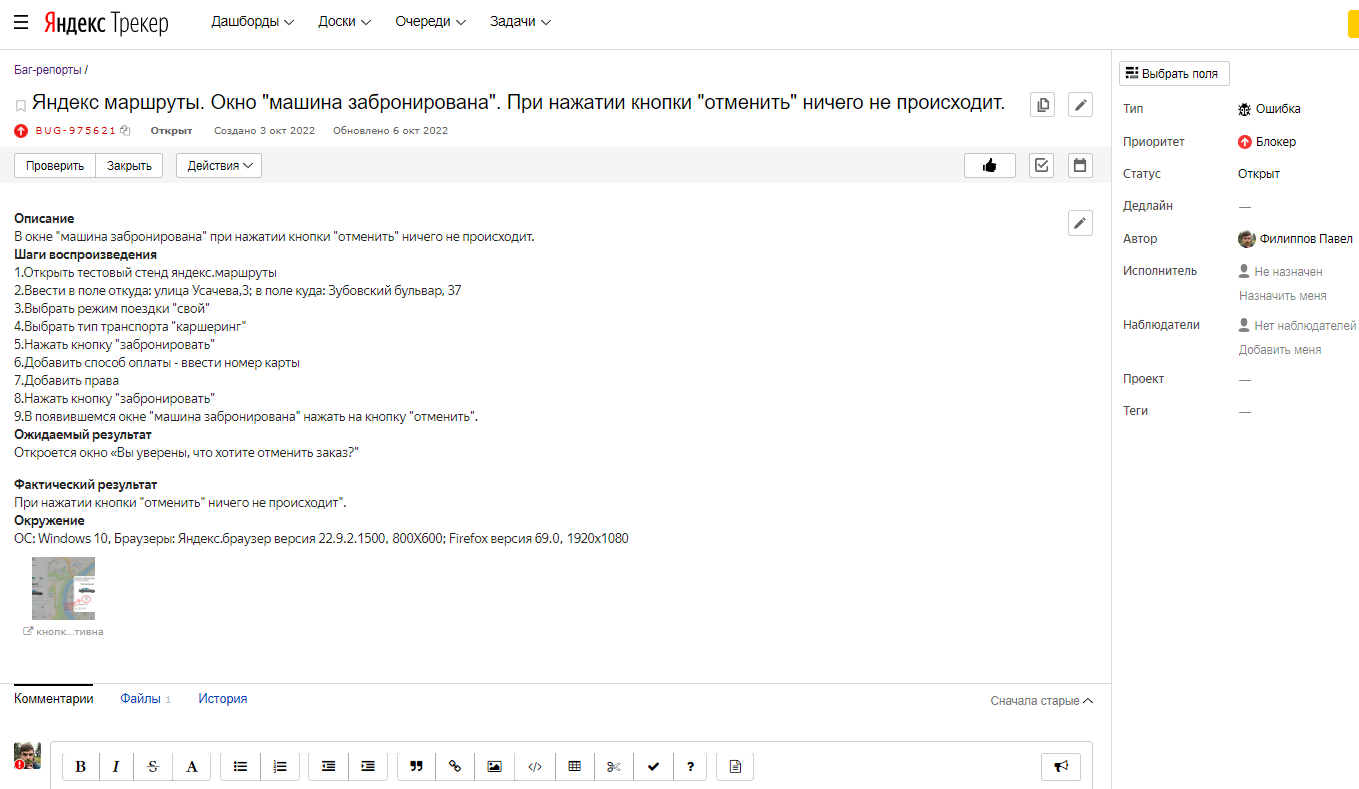 Яндекс Трекер Дашборды Доски Очереди Задачи
Баг-репорты /
Яндекс маршруты. Окно "машина забронирована". При нажатии кнопки "отменить" ничего не происходит.
BUG-975621 Открыт Создано 3 окт 2022 Обновлено 6 окт 2022
Проверить Закрыть Действия
Описание
В окне "машина забронирована" при нажатии кнопки "отменить" ничего не происходит.
Шаги воспроизведения
1.Открыть тестовый стенд яндекс.маршруты
2.Ввести в поле откуда: улица Усачева,3; в поле куда: Зубовский бульвар, 37
3.Выбрать режим поездки "свой"
4.Выбрать тип транспорта "каршеринг"
5.Нажать кнопку "забронировать"
6.Добавить способ оплаты - ввести номер карты
7.Добавить права
8.Нажать кнопку "забронировать"
9.В появившемся окне "машина забронирована" нажать на кнопку "отменить".
Ожидаемый результат
Откроется окно «Вы уверены, что хотите отменить заказ?"
Фактический результат
При нажатии кнопки "отменить" ничего не происходит".
Окружение
ОС: Windows 10, Браузеры: Яндекс.браузер версия 22.9.2.1500, 800X600; Firefox версия 69.0, 1920x1080
кнопк...тивна
Комментарии Файлы 1 История Сначала старые
B I S A
Выбрать поля
Тип Ошибка
Приоритет Блокер
Статус Открыт
Дедлайн —
Автор Филиппов Павел
Исполнитель Не назначен
Назначить меня
Наблюдатели Нет наблюдателей
Добавить меня
Проект —
Теги —